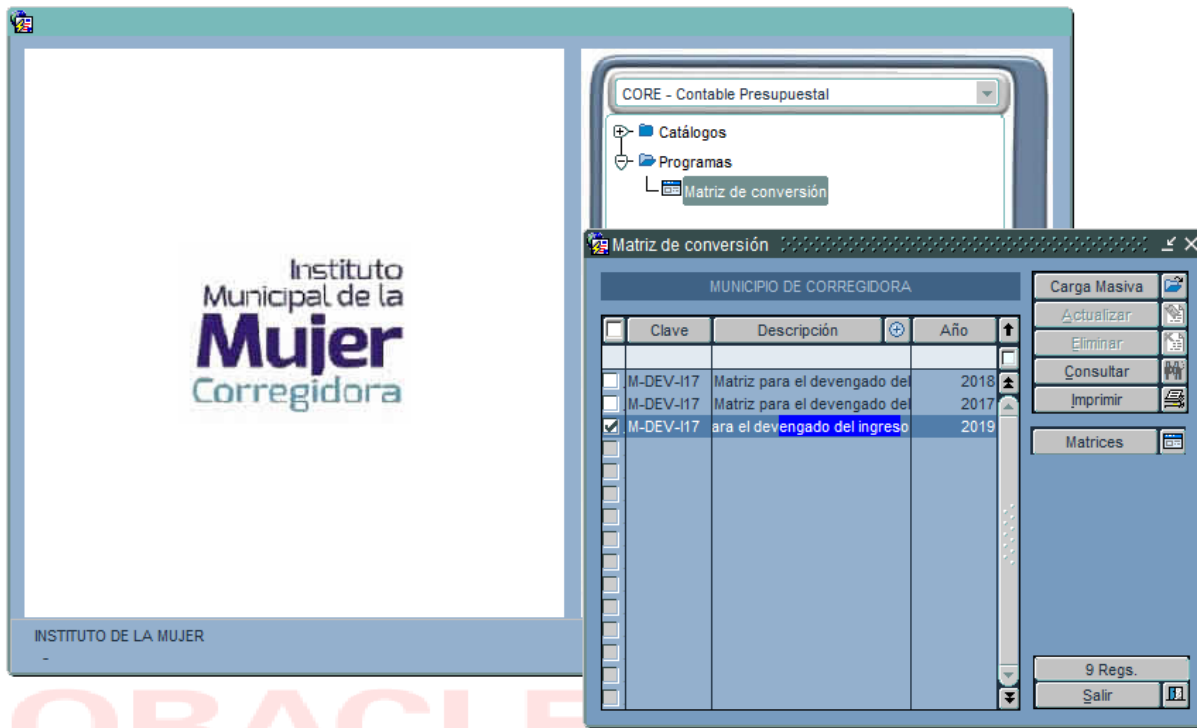 CORE - Contable Presupuestal
Catálogos
Programas
Matriz de conversión
Instituto
Municipal de la
Mujer
Corregidora
INSTITUTO DE LA MUJER
-
Matriz de conversión
MUNICIPIO DE CORREGIDORA
Clave Descripción Año
M-DEV-I17 Matriz para el devengado del 2018
M-DEV-I17 Matriz para el devengado del 2017
M-DEV-I17 ara el devengado del ingreso 2019
Carga Masiva
Actualizar
Eliminar
Consultar
Imprimir
Matrices
9 Regs.
Salir
ORACLE